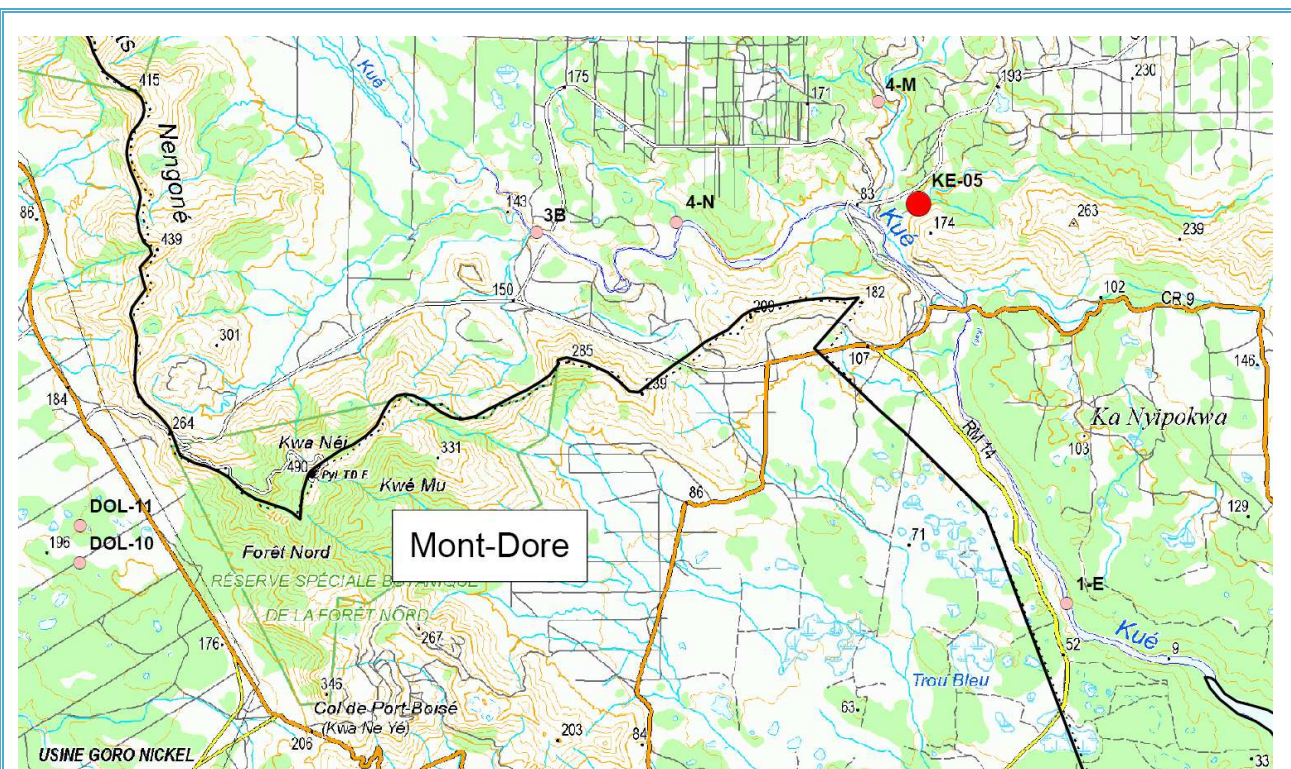 415
Nengoné
Kué
175
171
4-M
193
230
86
143
3B
4-N
83
KE-05
Kué
174
263
239
439
150
209
182
102
CR 9
301
285
239
107
146
184
264
Kwa Néi
490
Pyl. TD F
331
Kwé Mu
RM 14
Ka Nyipokwa
103
86
DOL-11
196
DOL-10
Forêt Nord
Mont-Dore
71
129
RÉSERVE SPÉCIALE BOTANIQUE
DE LA FORÊT NORD
1-E
176
267
52
Kué
9
346
Col de Port-Boisé
(Kwa Ne Yé)
Trou Bleu
63
206
203
84
33
USINE GORO NICKEL